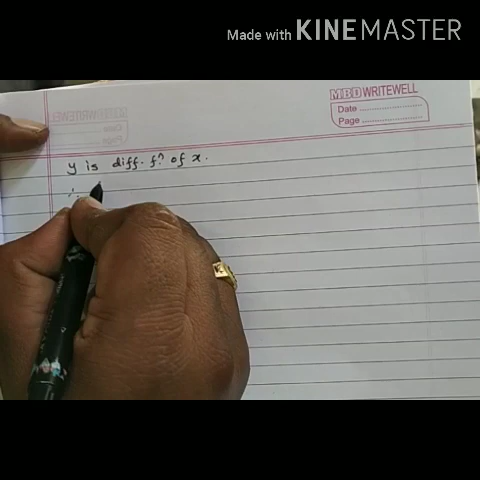 Made with KINEMASTER
MBD WRITEWELL
Date ........................
Page ........................
y is diff. fⁿ of x.
∴